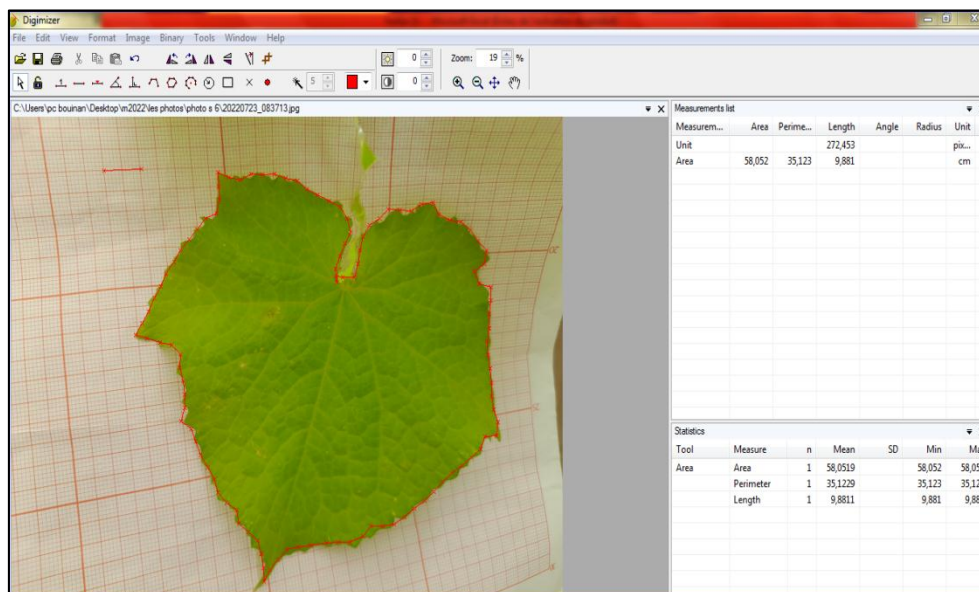 Digimizer
File Edit View Format Image Binary Tools Window Help
0 Zoom: 19 %
5 0
C:\Users\pc bouinan\Desktop\m2022\les photos\photo s 6\20220723_083713.jpg
Measurements list
Measurem... Area Perime... Length Angle Radius Unit
Unit 272,453 pix...
Area 58,052 35,123 9,881 cm
Statistics
Tool Measure n Mean SD Min Ma
Area Area 1 58,0519 58,052 58,05
Perimeter 1 35,1229 35,123 35,12
Length 1 9,8811 9,881 9,88